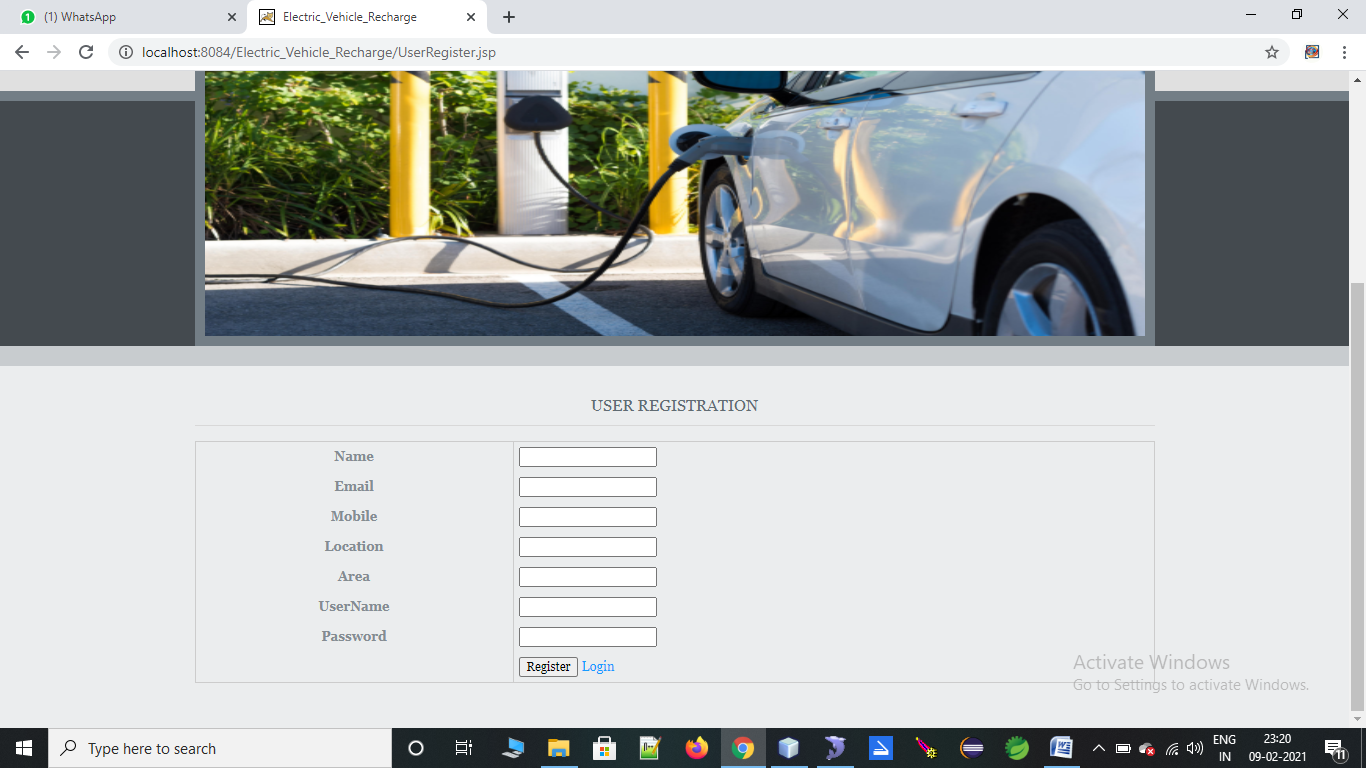 (1) WhatsApp
Electric_Vehicle_Recharge
localhost:8084/Electric_Vehicle_Recharge/UserRegister.jsp
USER REGISTRATION
Name
Email
Mobile
Location
Area
UserName
Password
Register Login
Activate Windows
Go to Settings to activate Windows.
Type here to search
ENG
IN
23:20
09-02-2021
11